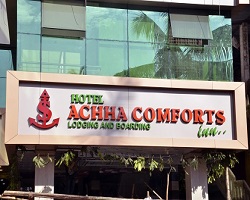 HOTEL
ACHHA COMFORTS
LODGING AND BOARDING
inn..